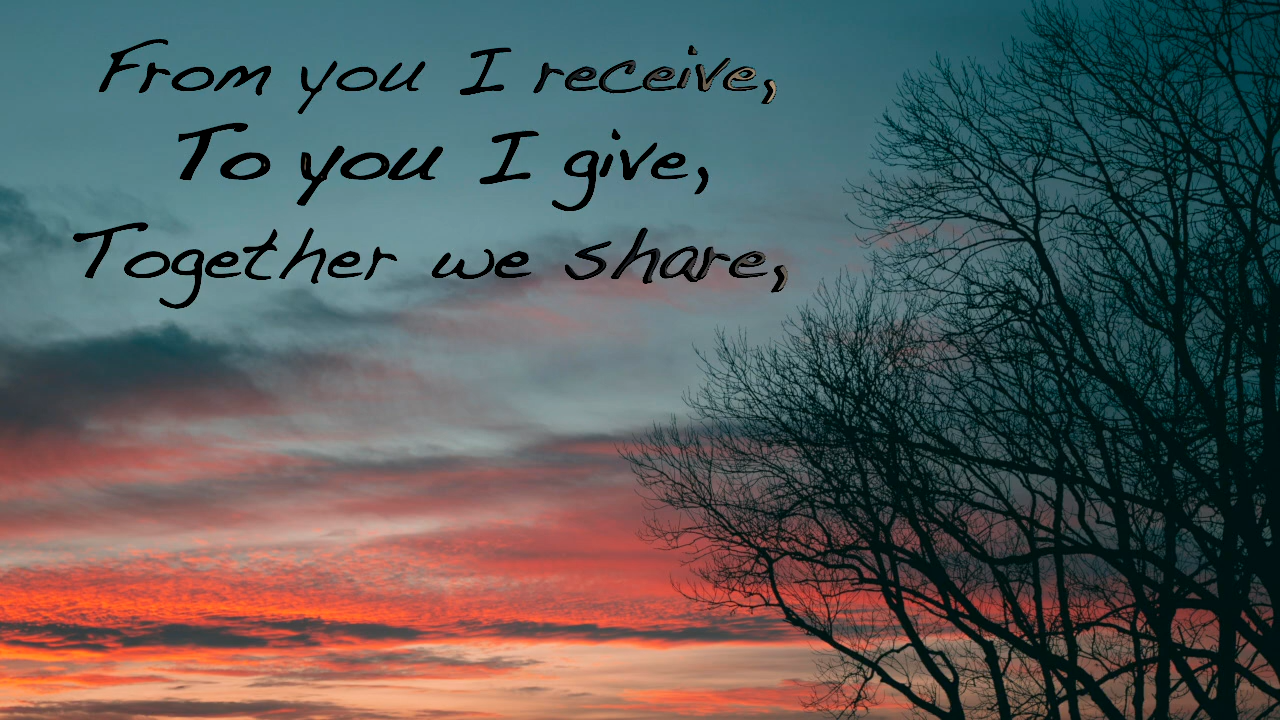 From you I receive,
To you I give,
Together we share,